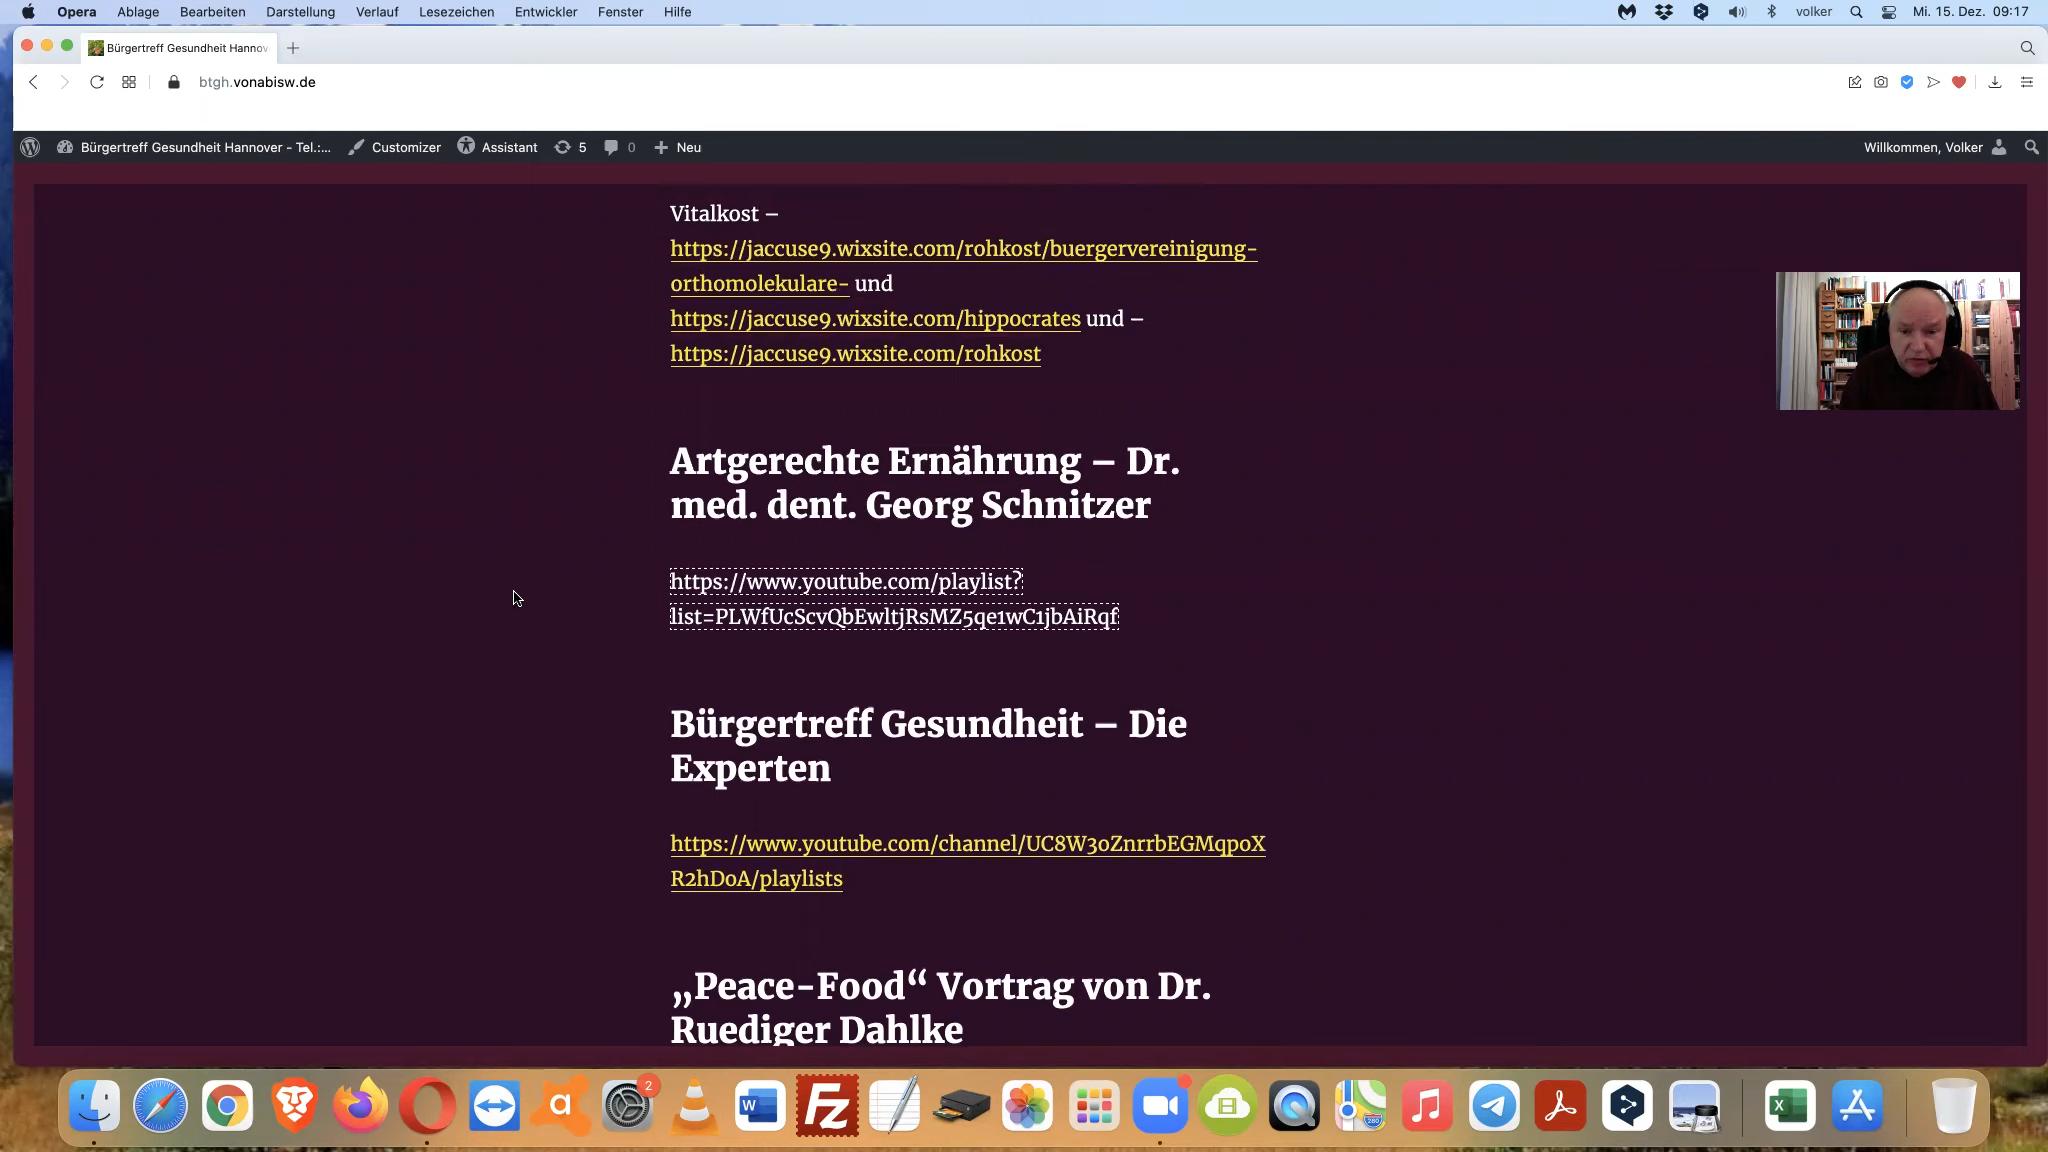 Opera Ablage Bearbeiten Darstellung Verlauf Lesezeichen Entwickler Fenster Hilfe volker Mi. 15. Dez. 09:17
Bürgertreff Gesundheit Hannov
btgh.vonabisw.de
Bürgertreff Gesundheit Hannover - Tel.:... Customizer Assistant 5 0 Neu Willkommen, Volker
Vitalkost –
https://jaccuse9.wixsite.com/rohkost/buergervereinigung-
orthomolekulare- und
https://jaccuse9.wixsite.com/hippocrates und –
https://jaccuse9.wixsite.com/rohkost
Artgerechte Ernährung – Dr.
med. dent. Georg Schnitzer
https://www.youtube.com/playlist?
list=PLWfUcScvQbEwltjRsMZ5qe1wC1jbAiRqf
Bürgertreff Gesundheit – Die
Experten
https://www.youtube.com/channel/UC8W3oZnrrbEGMqpoX
R2hDoA/playlists
„Peace-Food“ Vortrag von Dr.
Ruediger Dahlke
2